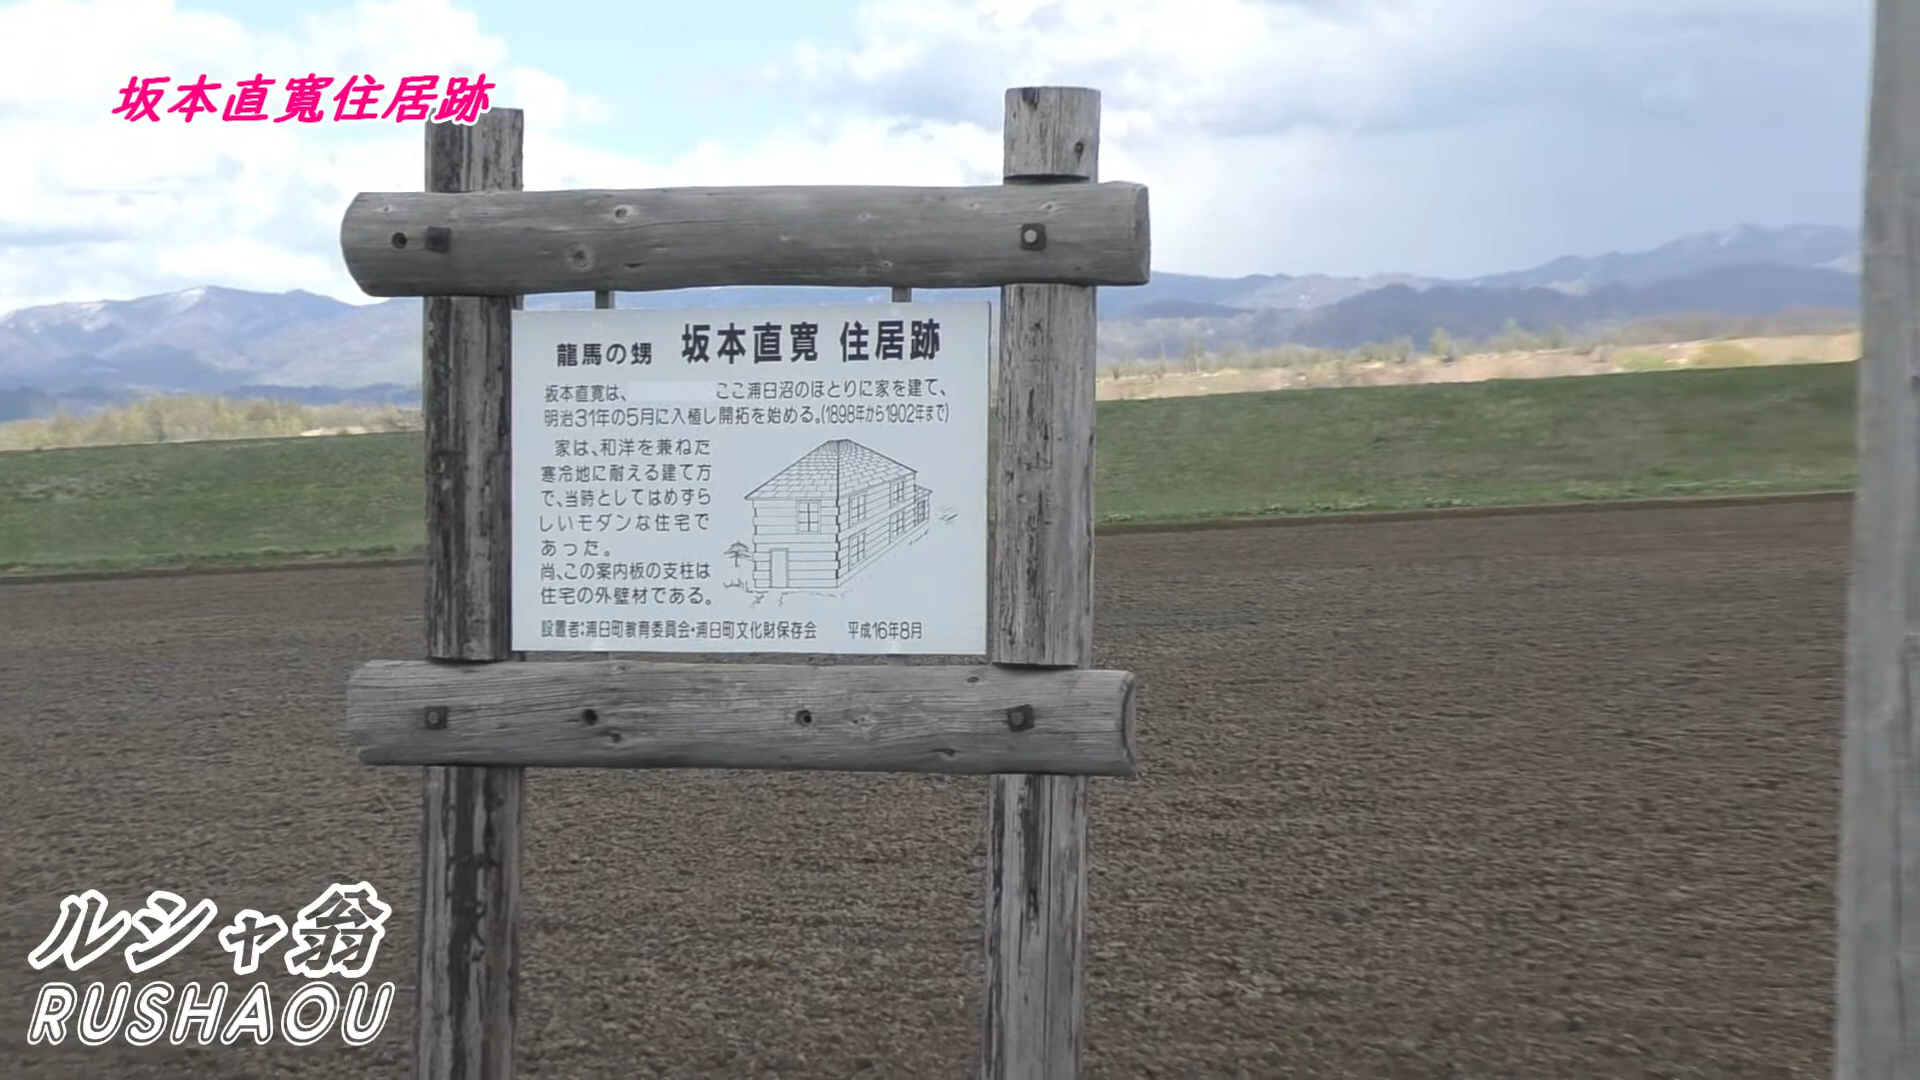 坂本直寛住居跡
龍馬の甥 坂本直寛 住居跡
坂本直寛は、 ここ浦臼沼のほとりに家を建て、
明治31年の5月に入植し開拓を始める。(1898年から1902年まで)
家は、和洋を兼ねた
寒冷地に耐える建て方
で、当時としてはめずら
しいモダンな住宅で
あった。
尚、この案内板の支柱は
住宅の外壁材である。
設置者:浦臼町教育委員会・浦臼町文化財保存会 平成16年8月
ルシャ翁
RUSHAOU